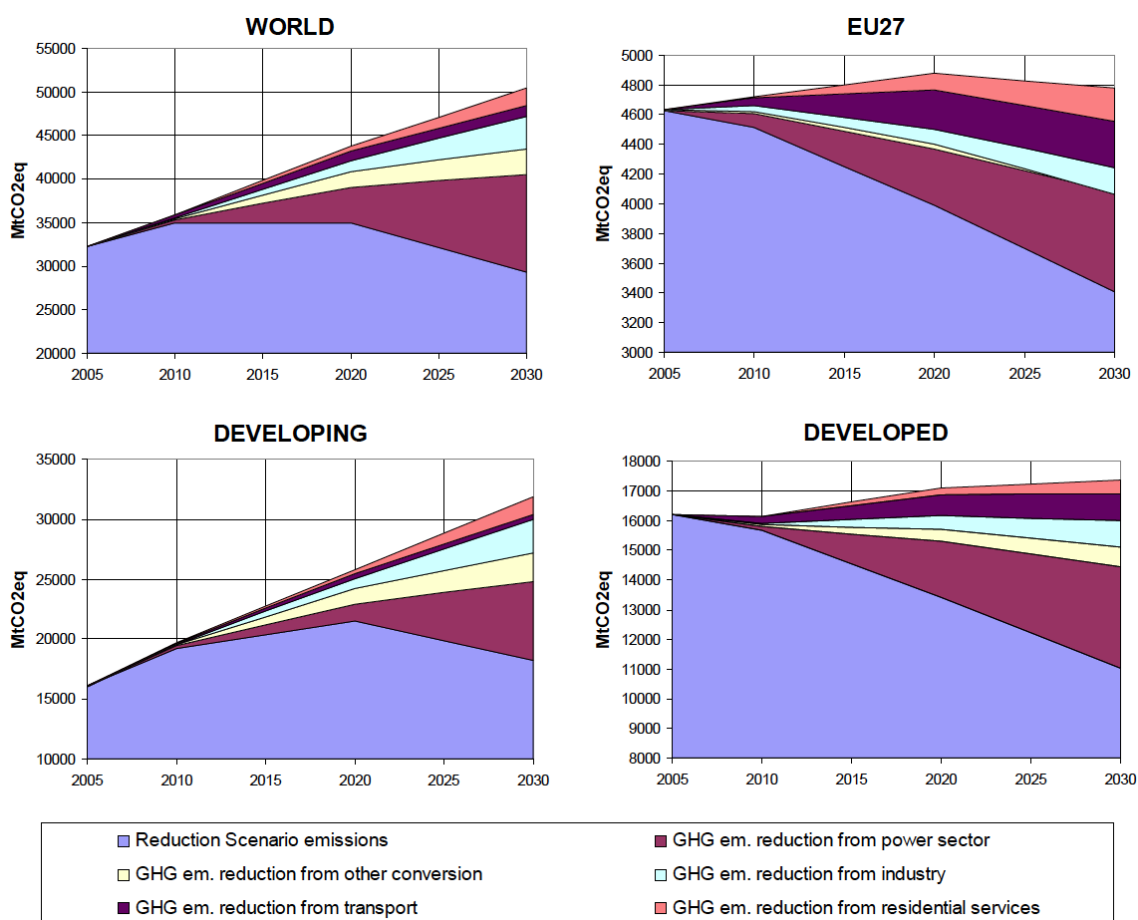 WORLD
55000
50000
45000
40000
35000
30000
25000
20000
MtCO2eq
2005 2010 2015 2020 2025 2030
EU27
5000
4800
4600
4400
4200
4000
3800
3600
3400
3200
3000
MtCO2eq
2005 2010 2015 2020 2025 2030
DEVELOPING
35000
30000
25000
20000
15000
10000
MtCO2eq
2005 2010 2015 2020 2025 2030
DEVELOPED
18000
17000
16000
15000
14000
13000
12000
11000
10000
9000
8000
MtCO2eq
2005 2010 2015 2020 2025 2030
Reduction Scenario emissions
GHG em. reduction from power sector
GHG em. reduction from other conversion
GHG em. reduction from industry
GHG em. reduction from transport
GHG em. reduction from residential services